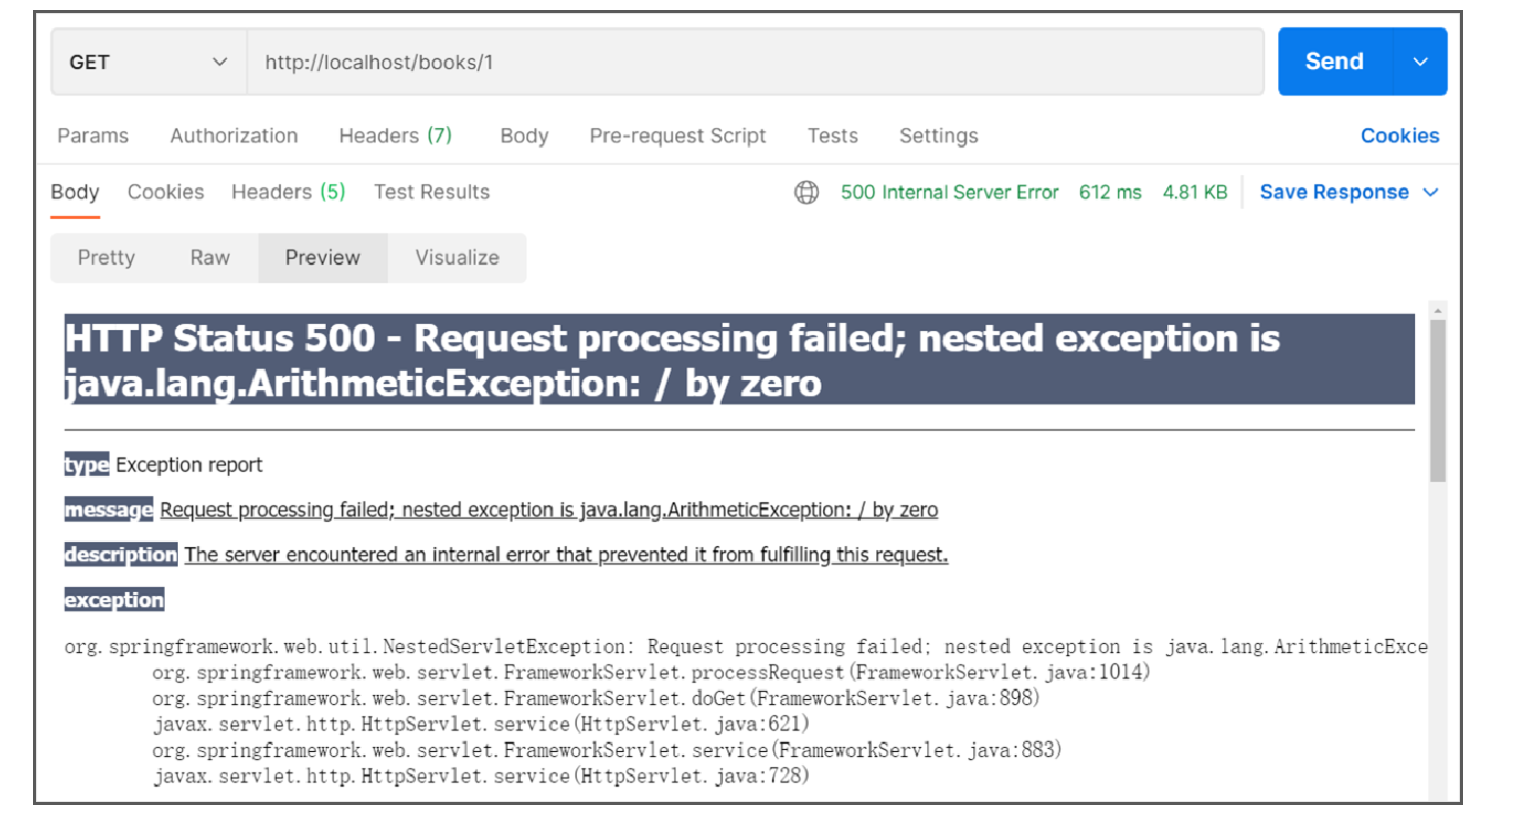 GET http://localhost/books/1 Send
Params Authorization Headers (7) Body Pre-request Script Tests Settings Cookies
Body Cookies Headers (5) Test Results 500 Internal Server Error 612 ms 4.81 KB Save Response
Pretty Raw Preview Visualize
HTTP Status 500 - Request processing failed; nested exception is
java.lang.ArithmeticException: / by zero
type Exception report
message Request processing failed; nested exception is java.lang.ArithmeticException: / by zero
description The server encountered an internal error that prevented it from fulfilling this request.
exception
org.springframework.web.util.NestedServletException: Request processing failed; nested exception is java.lang.ArithmeticExce
org.springframework.web.servlet.FrameworkServlet.processRequest(FrameworkServlet.java:1014)
org.springframework.web.servlet.FrameworkServlet.doGet(FrameworkServlet.java:898)
javax.servlet.http.HttpServlet.service(HttpServlet.java:621)
org.springframework.web.servlet.FrameworkServlet.service(FrameworkServlet.java:883)
javax.servlet.http.HttpServlet.service(HttpServlet.java:728)